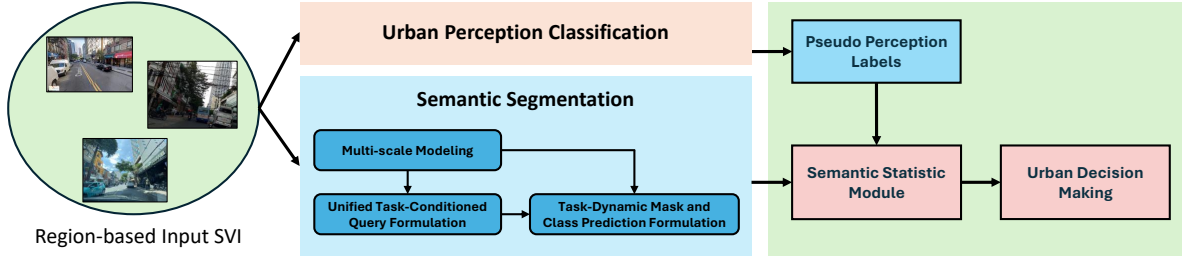 Region-based Input SVI
Urban Perception Classification
Semantic Segmentation
Multi-scale Modeling
Unified Task-Conditioned
Query Formulation
Task-Dynamic Mask and
Class Prediction Formulation
Pseudo Perception
Labels
Semantic Statistic
Module
Urban Decision
Making